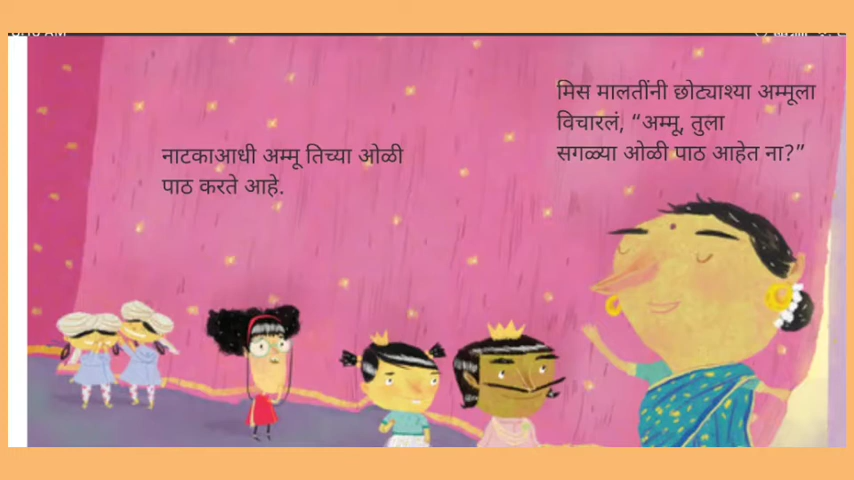 नाटकाआधी अम्मू तिच्या ओळी
पाठ करते आहे.
मिस मालतींनी छोट्याश्या अम्मूला
विचारलं, “अम्मू, तुला
सगळ्या ओळी पाठ आहेत ना?”